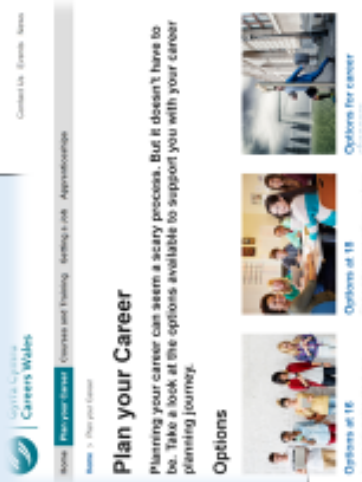 Contact Us Events News
Careers Wales
Home Plan your Career Courses and Training Getting a Job Apprenticeships
Home > Plan your Career
Plan your Career
Planning your career can seem a scary process. But it doesn't have to
be. Take a look at the options available to support you with your career
planning journey.
Options
Options at 16
Options at 18
Options for career